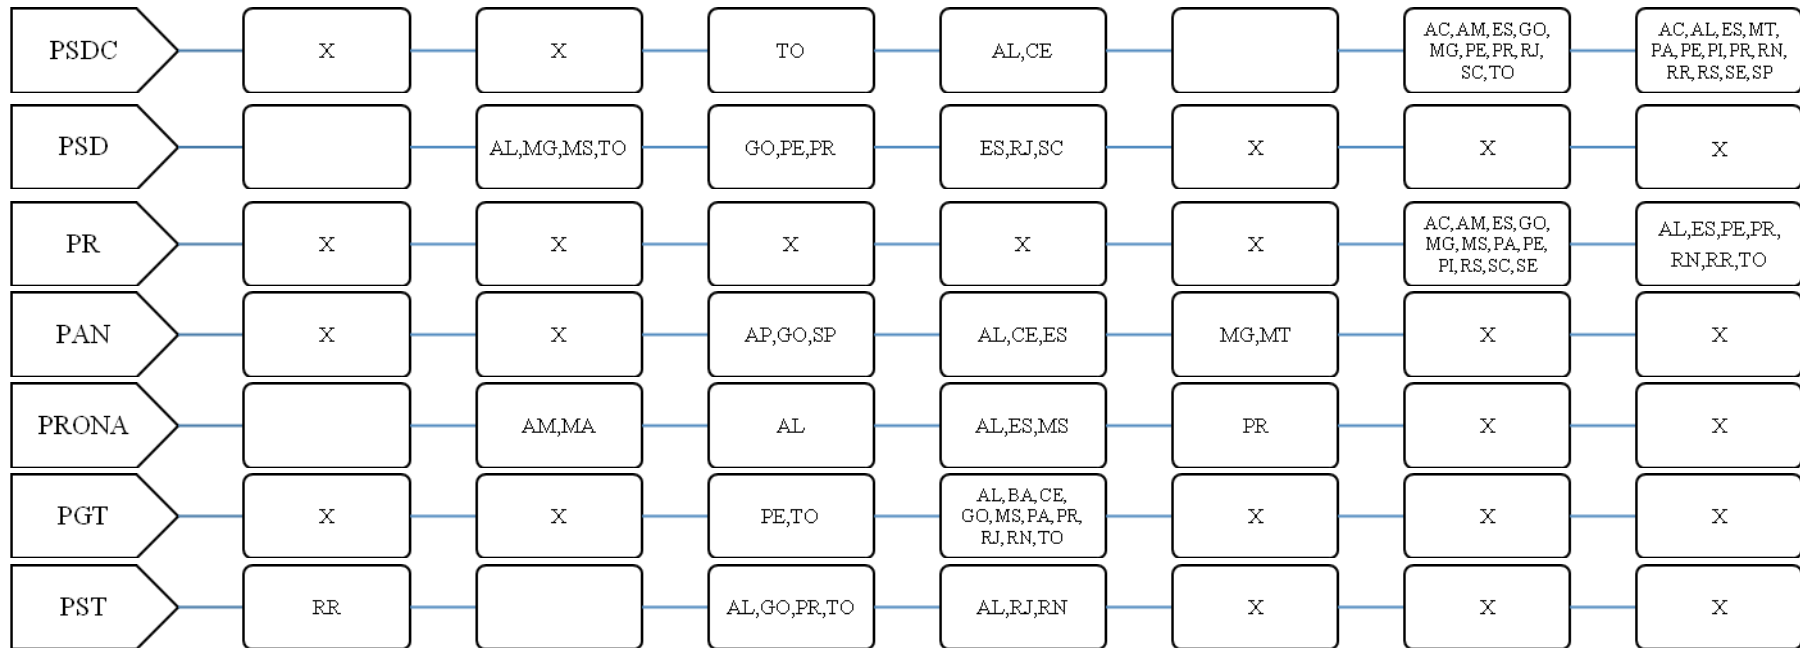 PSDC
X
X
TO
AL,CE
AC,AM,ES,GO,
MG,PE,PR,RJ,
SC,TO
AC,AL,ES,MT,
PA,PE,PI,PR,RN,
RR,RS,SE,SP
PSD
AL,MG,MS,TO
GO,PE,PR
ES,RJ,SC
X
X
X
PR
X
X
X
X
X
AC,AM,ES,GO,
MG,MS,PA,PE,
PI,RS,SC,SE
AL,ES,PE,PR,
RN,RR,TO
PAN
X
X
AP,GO,SP
AL,CE,ES
MG,MT
X
X
PRONA
AM,MA
AL
AL,ES,MS
PR
X
X
PGT
X
X
PE,TO
AL,BA,CE,
GO,MS,PA,PR,
RJ,RN,TO
X
X
X
PST
RR
AL,GO,PR,TO
AL,RJ,RN
X
X
X